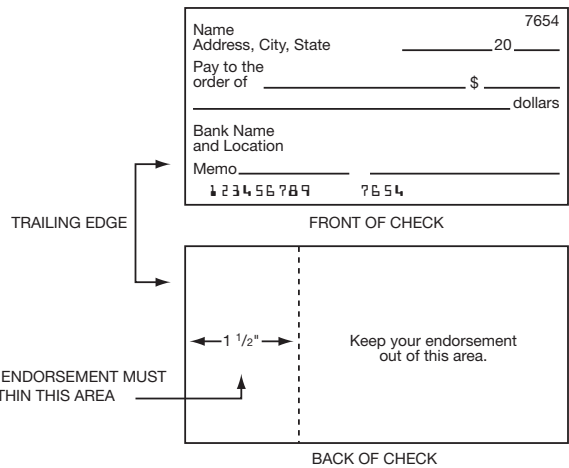 7654
Name
Address, City, State 20
Pay to the
order of $
dollars
Bank Name
and Location
Memo
123456789 7654
TRAILING EDGE
FRONT OF CHECK
1 1/2"
Keep your endorsement
out of this area.
ENDORSEMENT MUST
THIN THIS AREA
BACK OF CHECK